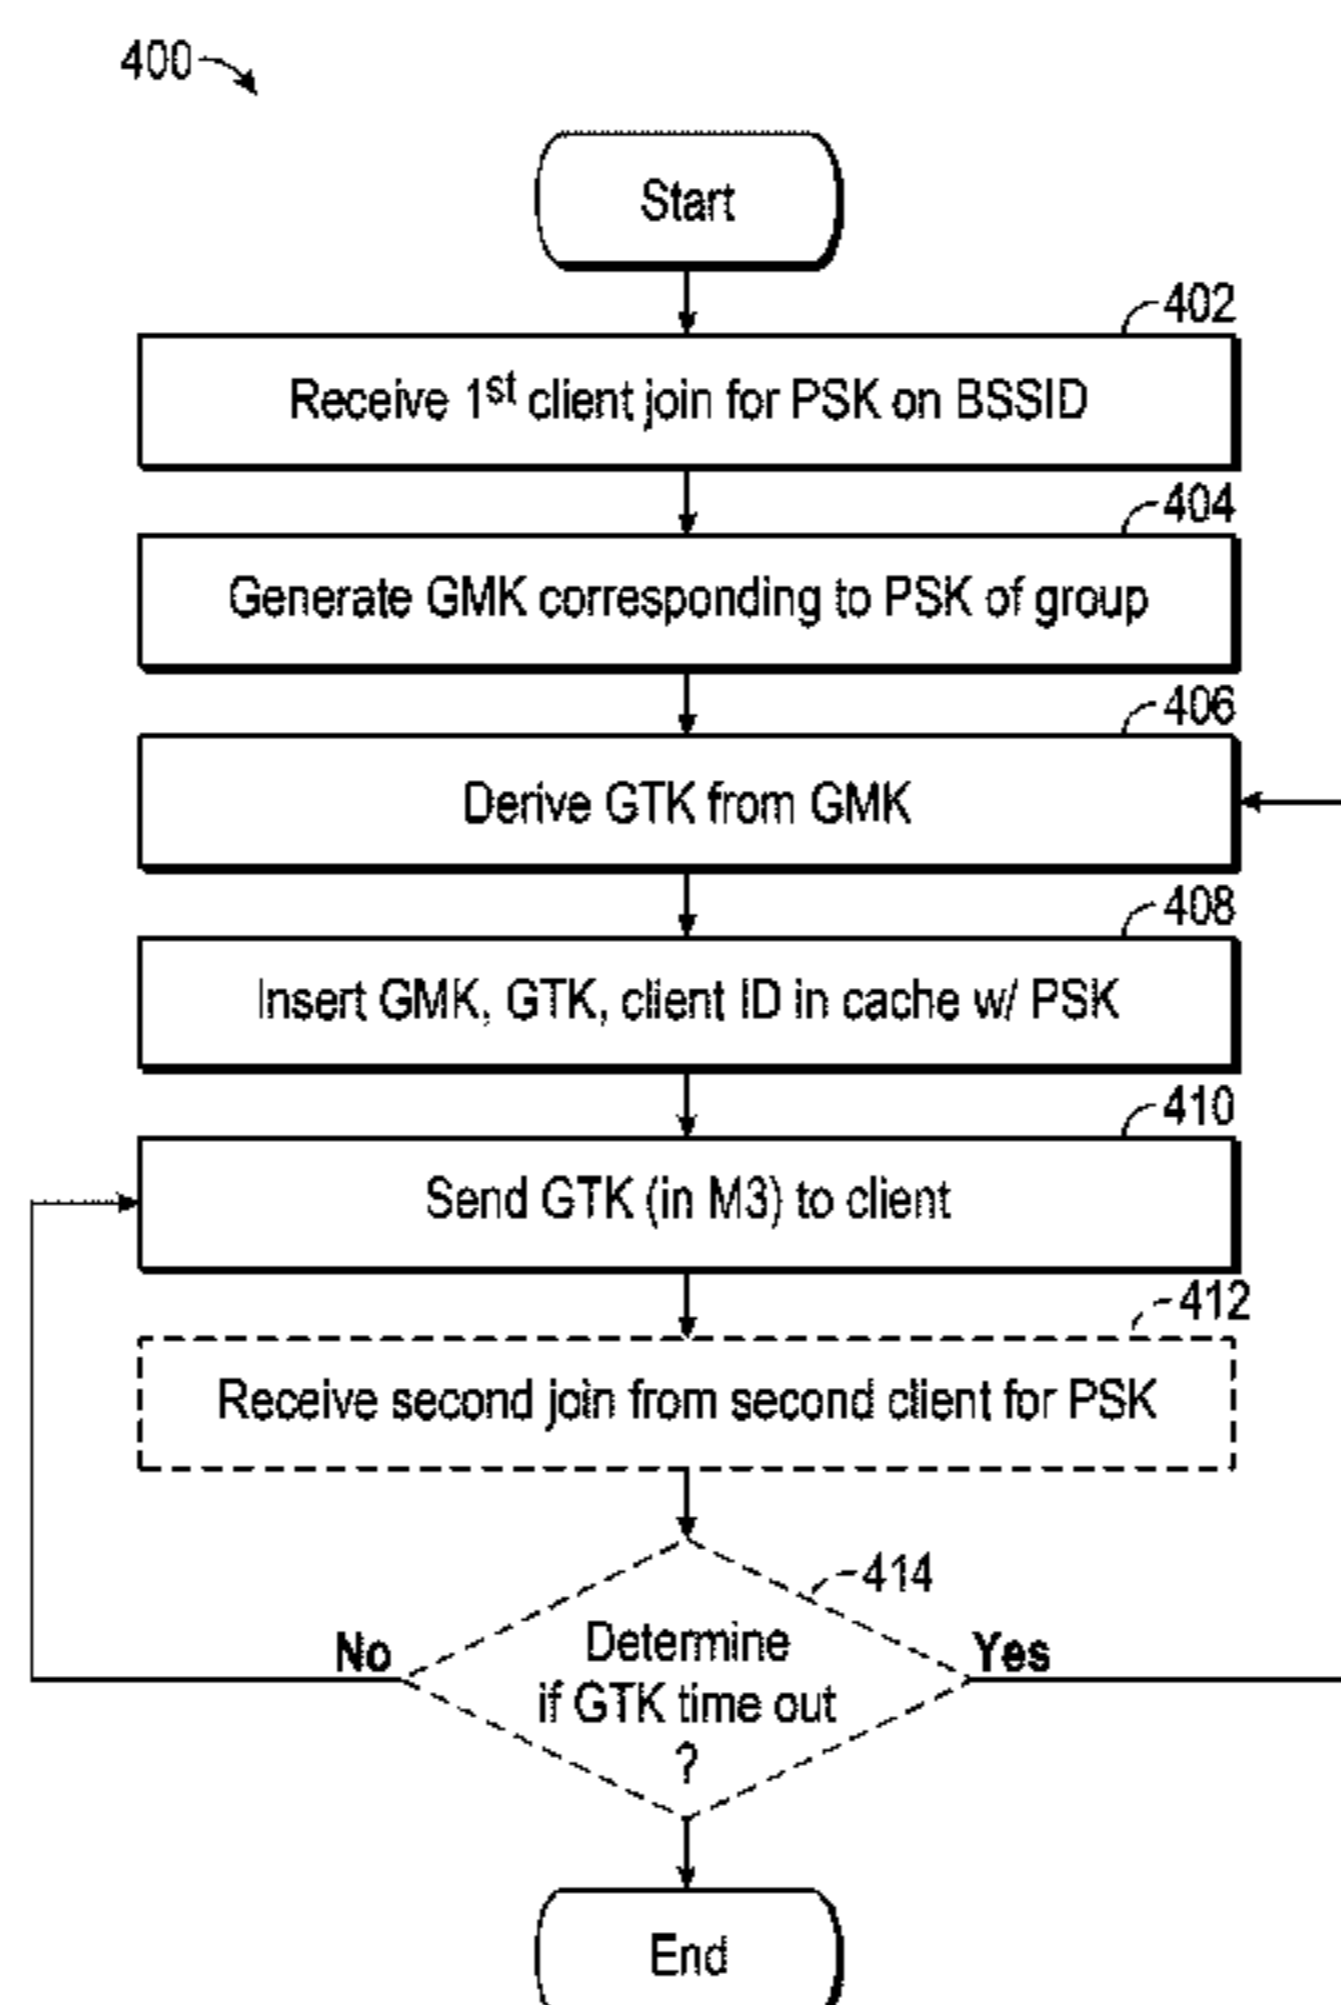 400
Start
402
Receive 1st client join for PSK on BSSID
404
Generate GMK corresponding to PSK of group
406
Derive GTK from GMK
408
Insert GMK, GTK, client ID in cache w/ PSK
410
Send GTK (in M3) to client
412
Receive second join from second client for PSK
414
No
Yes
Determine
if GTK time out
?
End